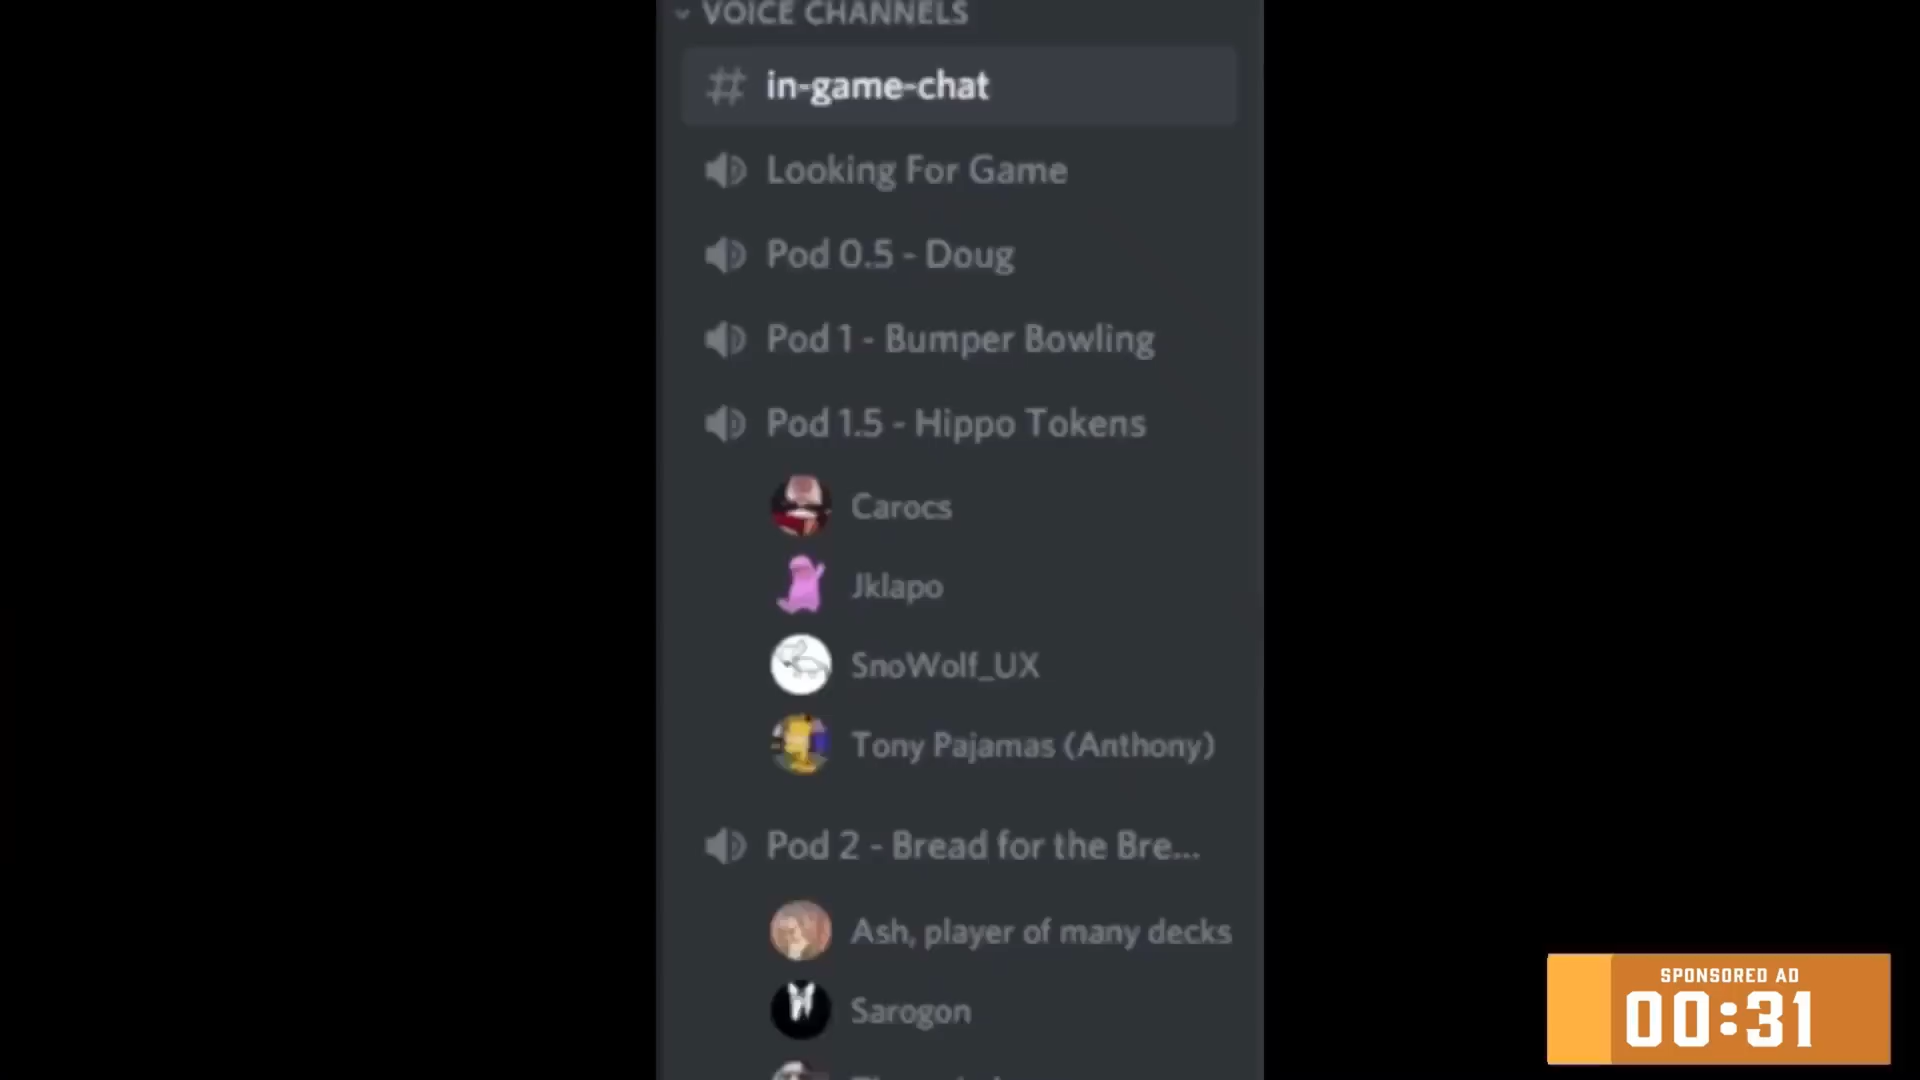 VOICE CHANNELS
in-game-chat
Looking For Game
Pod 0.5 - Doug
Pod 1 - Bumper Bowling
Pod 1.5 - Hippo Tokens
Carocs
Jklapo
SnoWolf_UX
Tony Pajamas (Anthony)
Pod 2 - Bread for the Bre...
Ash, player of many decks
Sarogon
SPONSORED AD
00:31